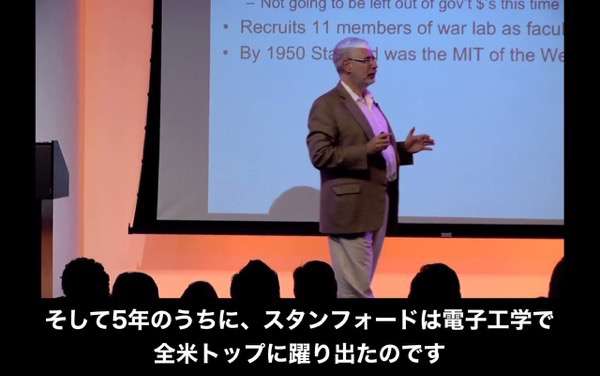 – Not going to be left out of gov't $'s this time
• Recruits 11 members of war lab as
• By 1950 was the MIT of the
そして5年のうちに、スタンフォードは電子工学で
全米トップに躍り出たのです